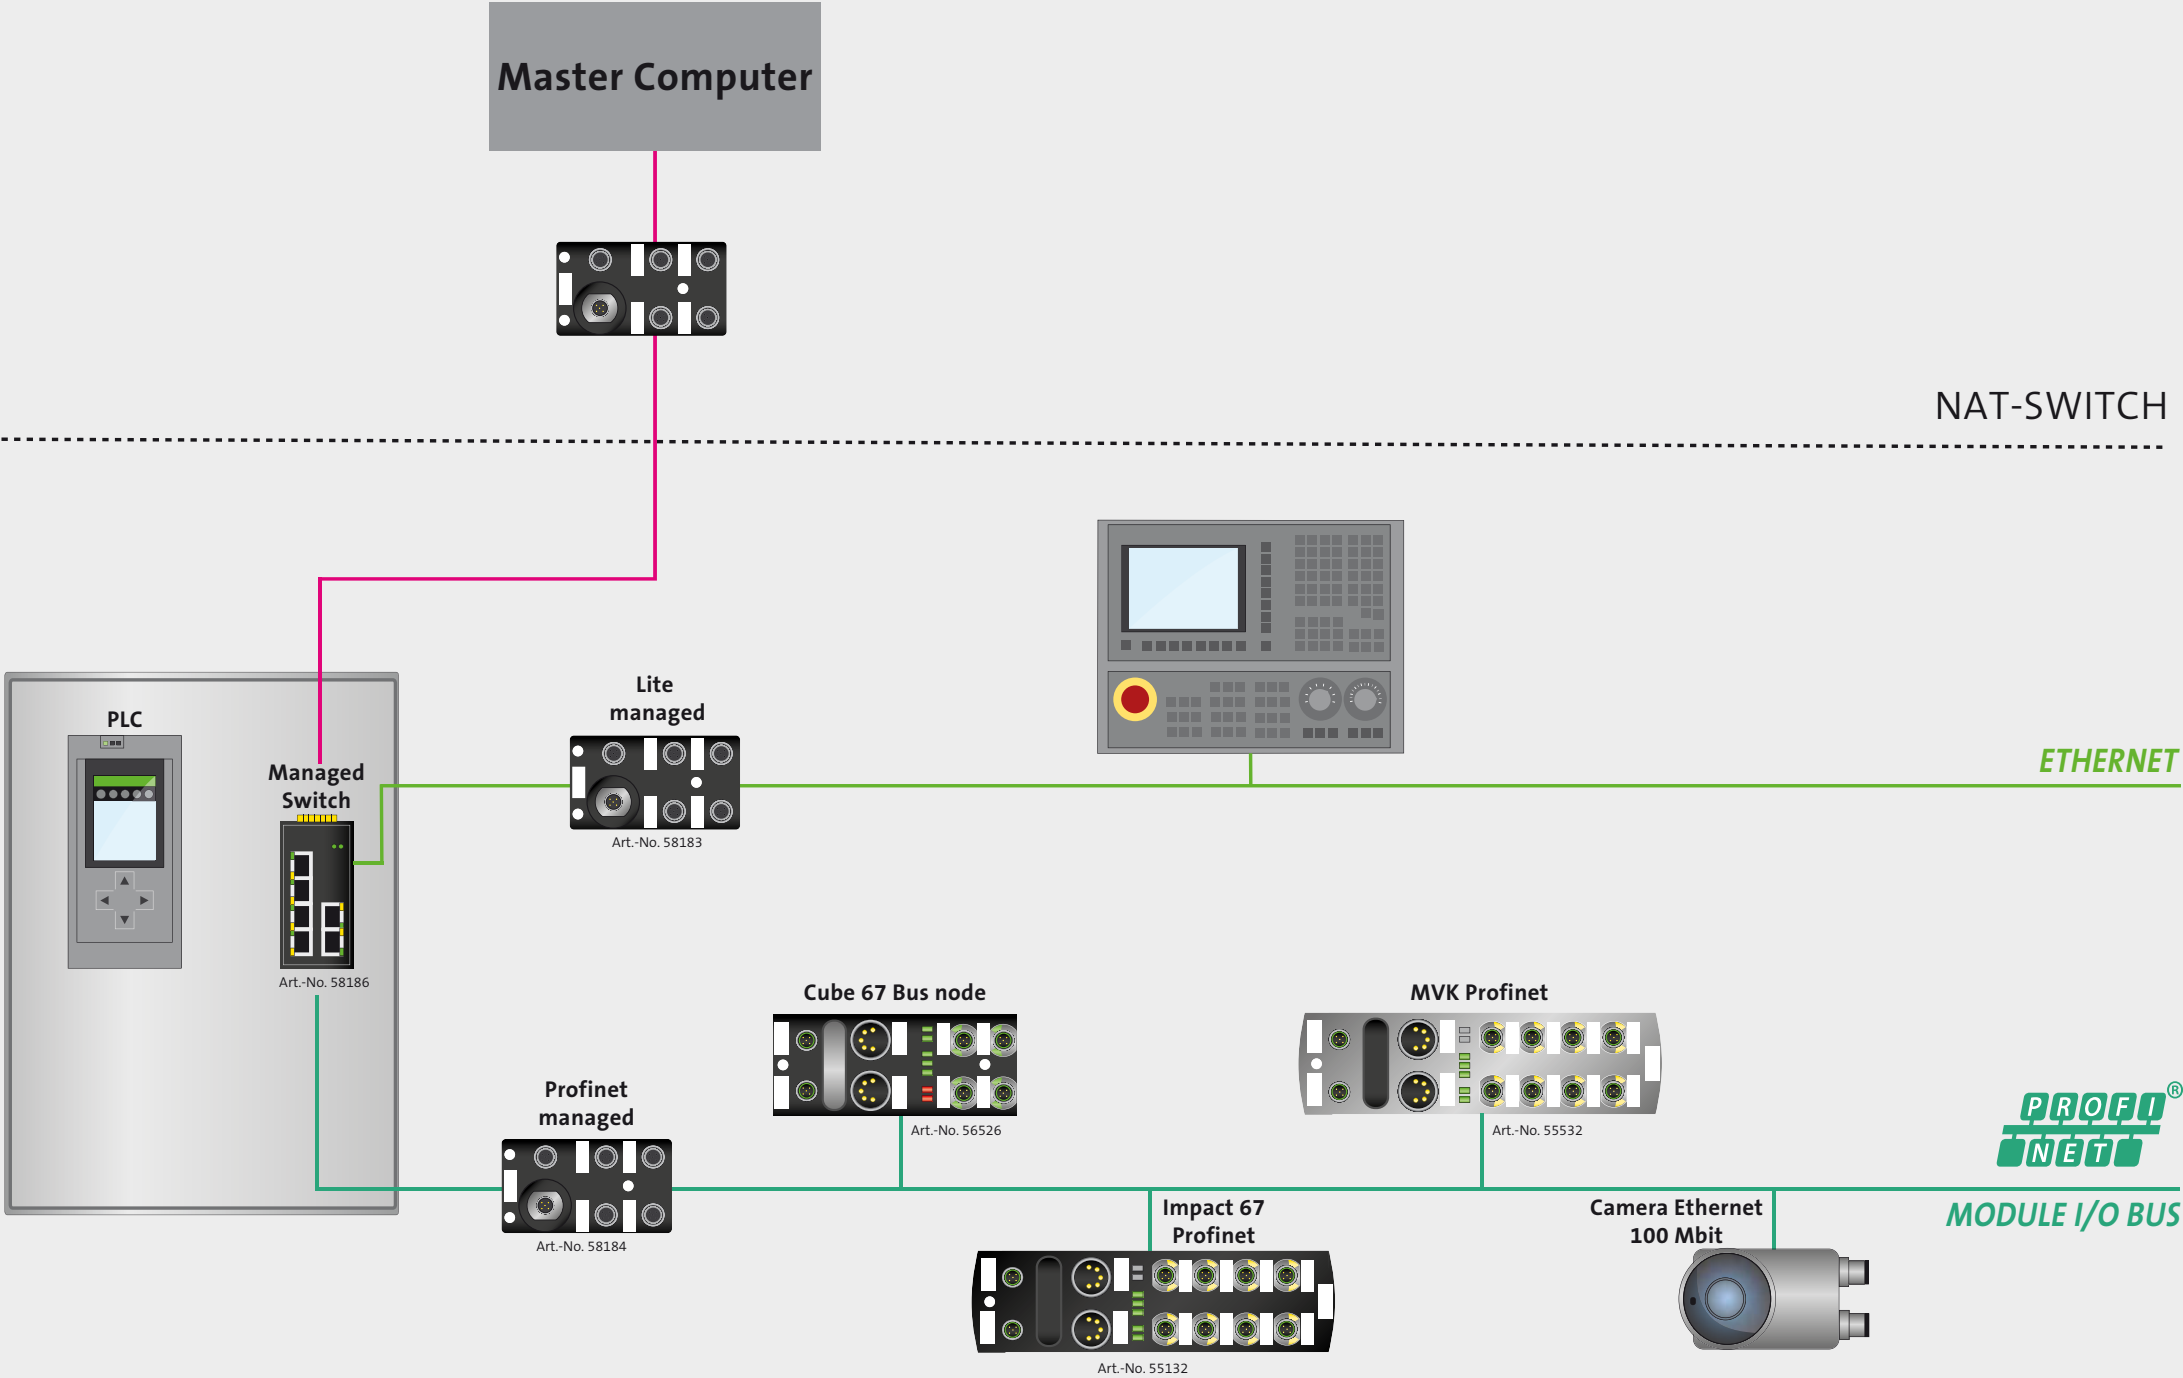 Master Computer
NAT-SWITCH
Lite
managed
PLC
Managed
Switch
ETHERNET
Art.-No. 58183
Art.-No. 58186
Cube 67 Bus node
MVK Profinet
Profinet
managed
PROFI®
NET
Art.-No. 56526
Art.-No. 55532
Impact 67
Profinet
Camera Ethernet
100 Mbit
MODULE I/O BUS
Art.-No. 58184
Art.-No. 55132